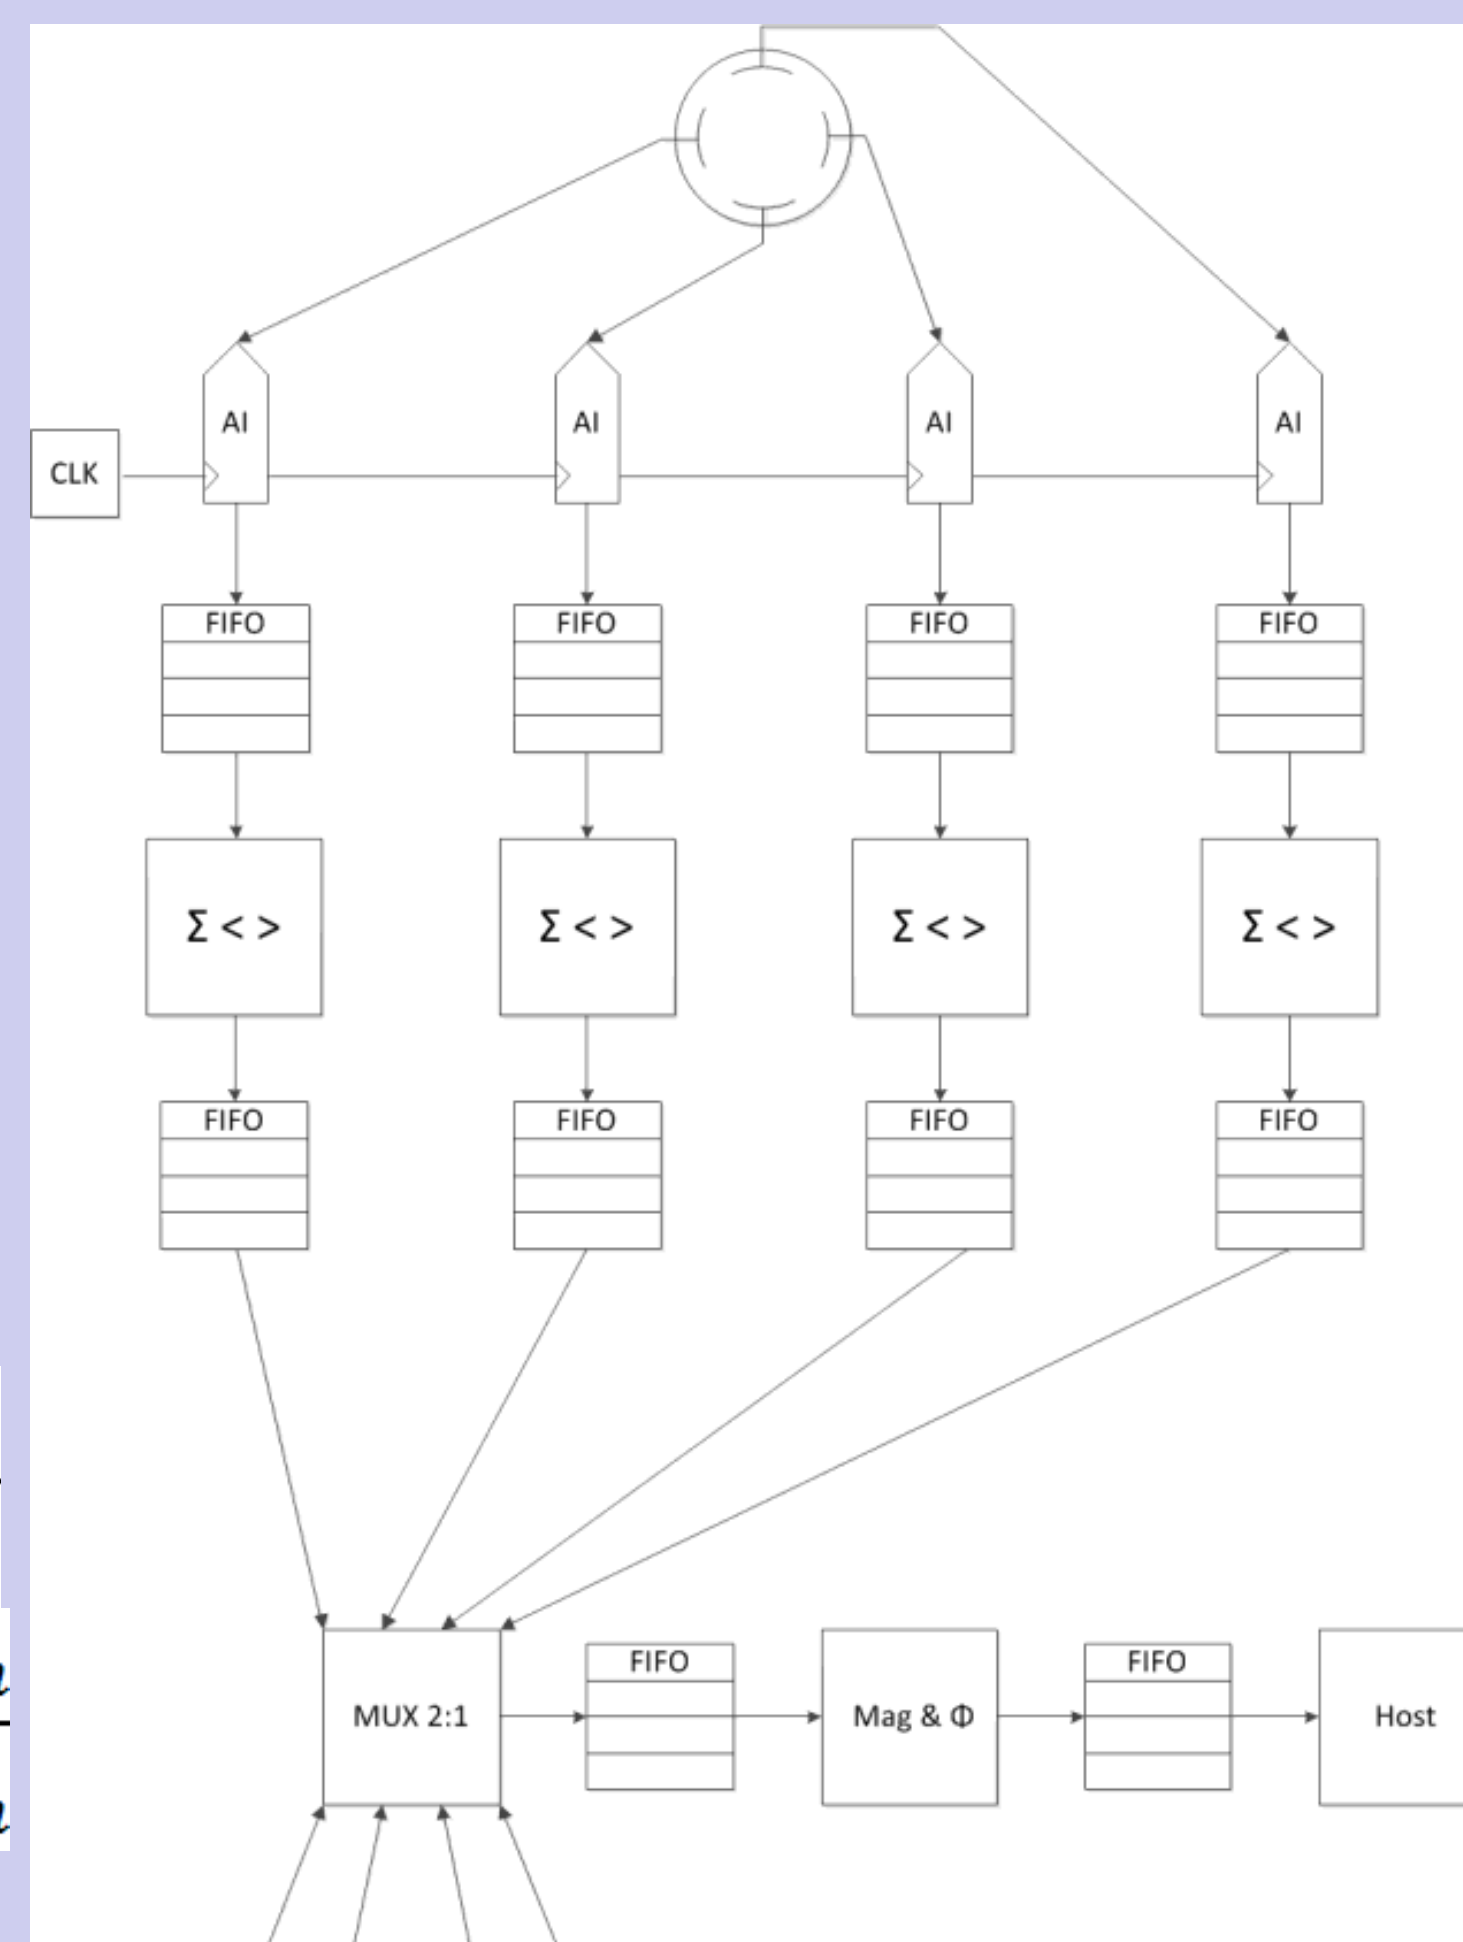 AI AI AI AI
CLK
FIFO FIFO FIFO FIFO
Σ < > Σ < > Σ < > Σ < >
FIFO FIFO FIFO FIFO
FIFO FIFO
MUX 2:1 Mag & Φ Host